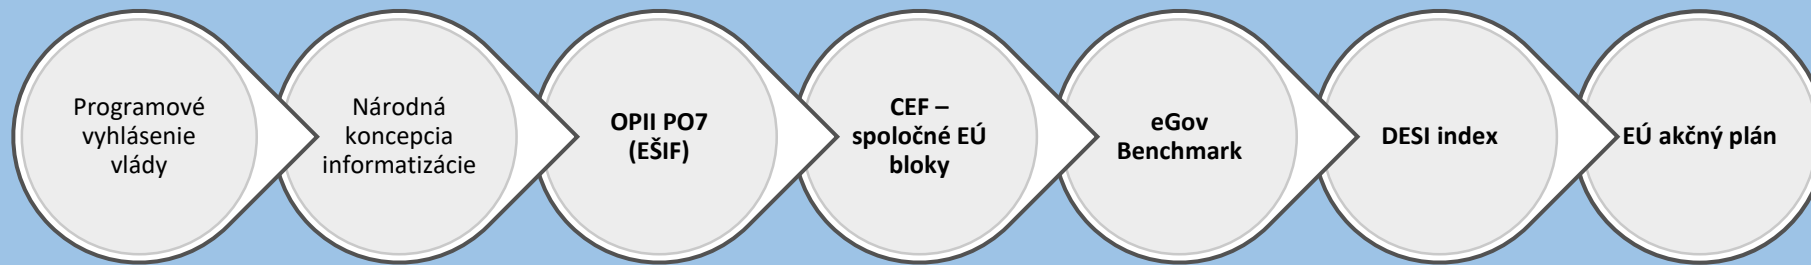 Programové
vyhlásenie
vlády
Národná
koncepcia
informatizácie
OPII PO7
(EŠIF)
CEF –
spoločné EÚ
bloky
eGov
Benchmark
DESI index
EÚ akčný plán